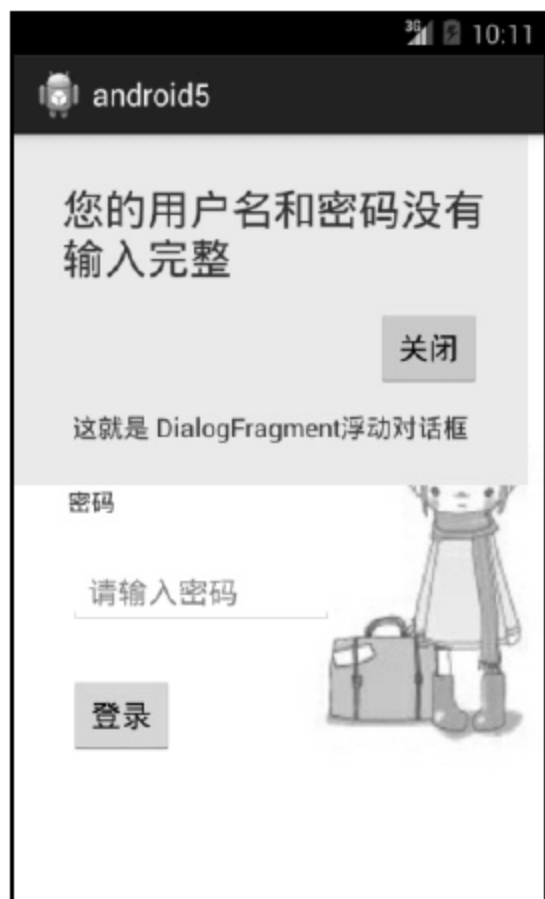 3G 10:11
android5
您的用户名和密码没有
输入完整
关闭
这就是 DialogFragment浮动对话框
密码
请输入密码
登录